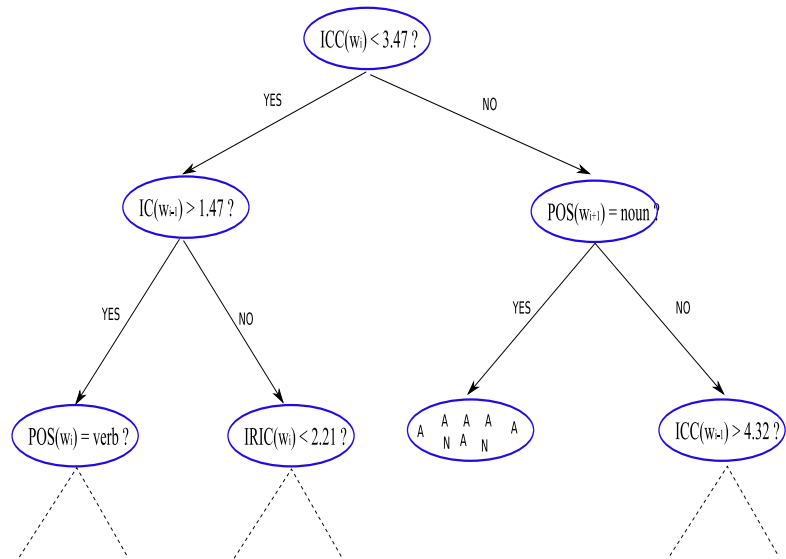 ICC(wi) < 3.47 ?
YES
NO
IC(wi-1) > 1.47 ?
POS(wi+1) = noun ?
YES
NO
YES
NO
POS(wi) = verb ?
IRIC(wi) < 2.21 ?
A A A A A
N A N
ICC(wi-1) > 4.32 ?